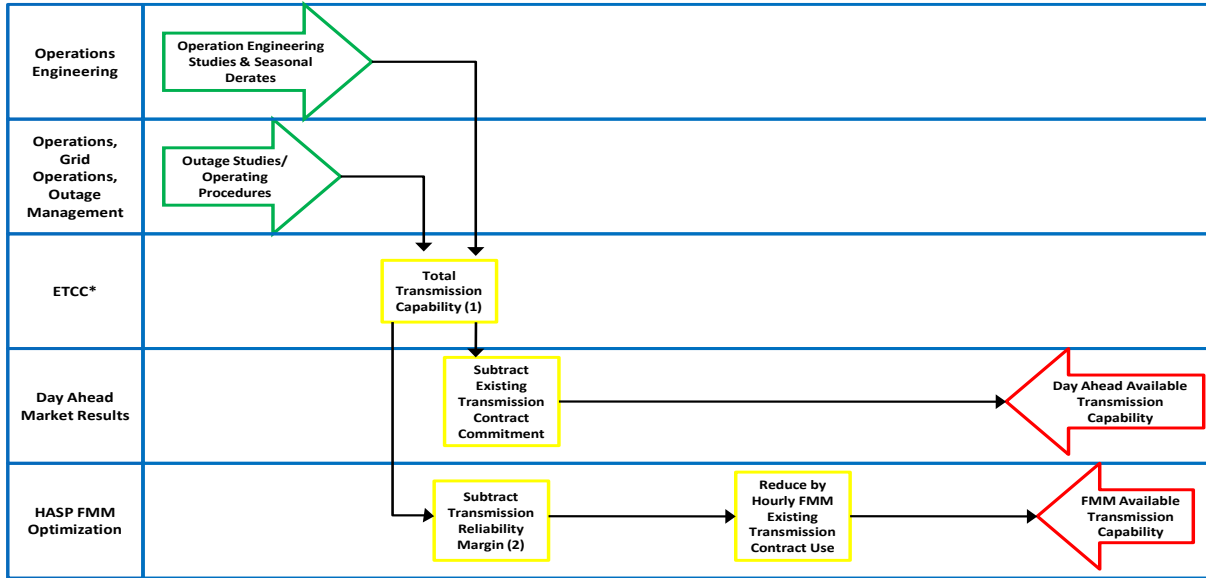 Operations
Engineering
Operation Engineering
Studies & Seasonal
Derates
Operations,
Grid
Operations,
Outage
Management
Outage Studies/
Operating
Procedures
ETCC*
Total
Transmission
Capability (1)
Day Ahead
Market Results
Subtract
Existing
Transmission
Contract
Commitment
Day Ahead Available
Transmission
Capability
HASP FMM
Optimization
Subtract
Transmission
Reliability
Margin (2)
Reduce by
Hourly FMM
Existing
Transmission
Contract Use
FMM Available
Transmission
Capability